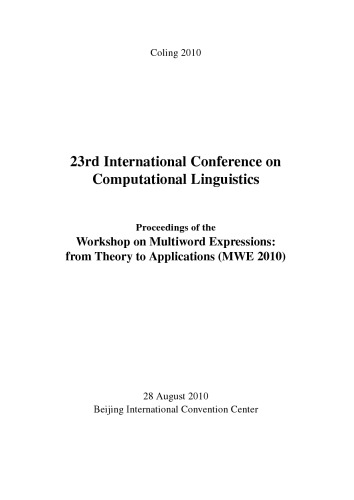 Coling 2010
23rd International Conference on
Computational Linguistics
Proceedings of the
Workshop on Multiword Expressions:
from Theory to Applications (MWE 2010)
28 August 2010
Beijing International Convention Center